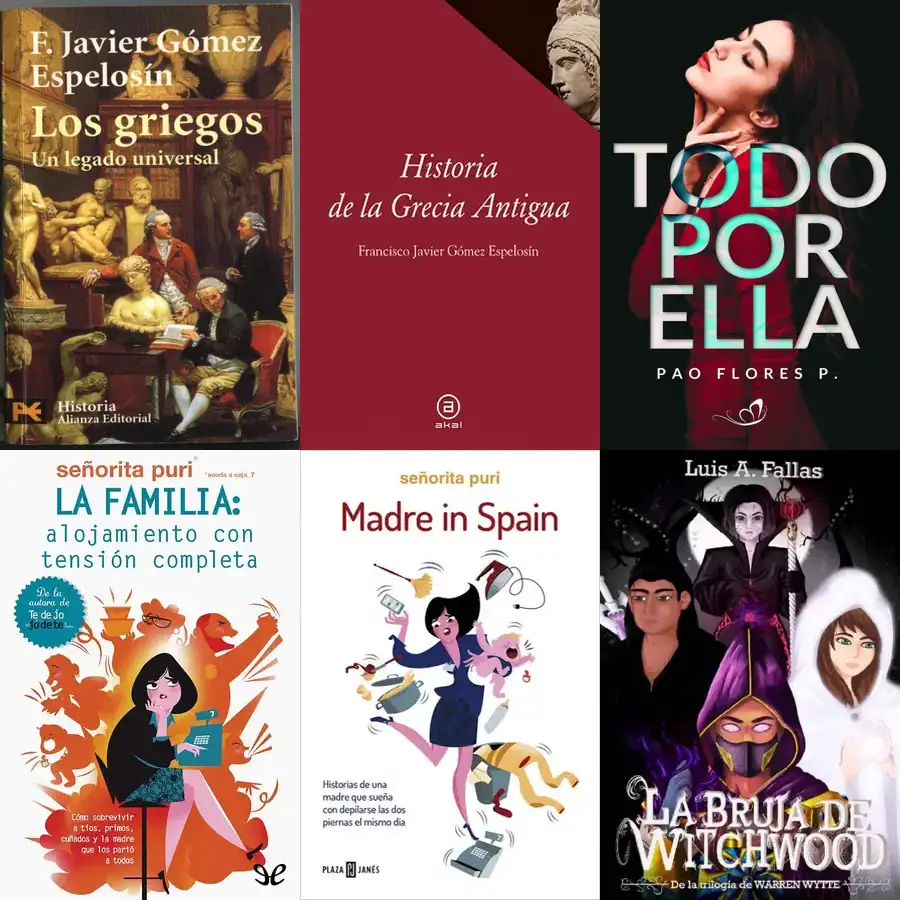 F. Javier Gómez
Espelosín
Los griegos
Un legado universal
Historia
Alianza Editorial
Historia
de la Grecia Antigua
Francisco Javier Gómez Espelosín
akal
TODO
POR
ELLA
PAO FLORES P.
señorita puri
LA FAMILIA:
alojamiento con
tensión completa
De la
autora de
Te dejo
jodete
Cómo sobrevivir
a tíos, primos,
cuñados y la madre
que los parió
a todos
señorita puri
Madre in Spain
Historias de una
madre que sueña
con depilarse las dos
piernas el mismo día
PLAZA JANÉS
Luis A. Fallas
LA BRUJA DE
WITCHWOOD
De la trilogía de WARREN WYTTE